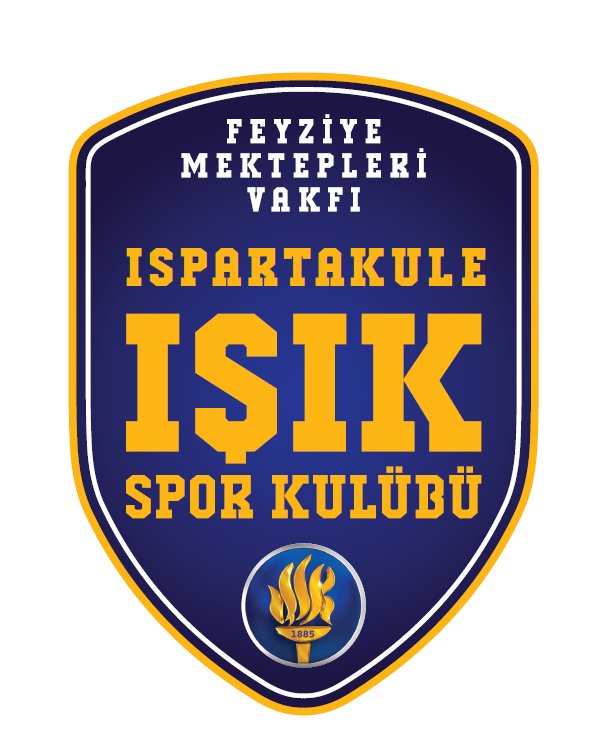 FEYZİYE
MEKTEPLERİ
VAKFI
ISPARTAKULE
IŞIK
SPOR KULÜBÜ
1885